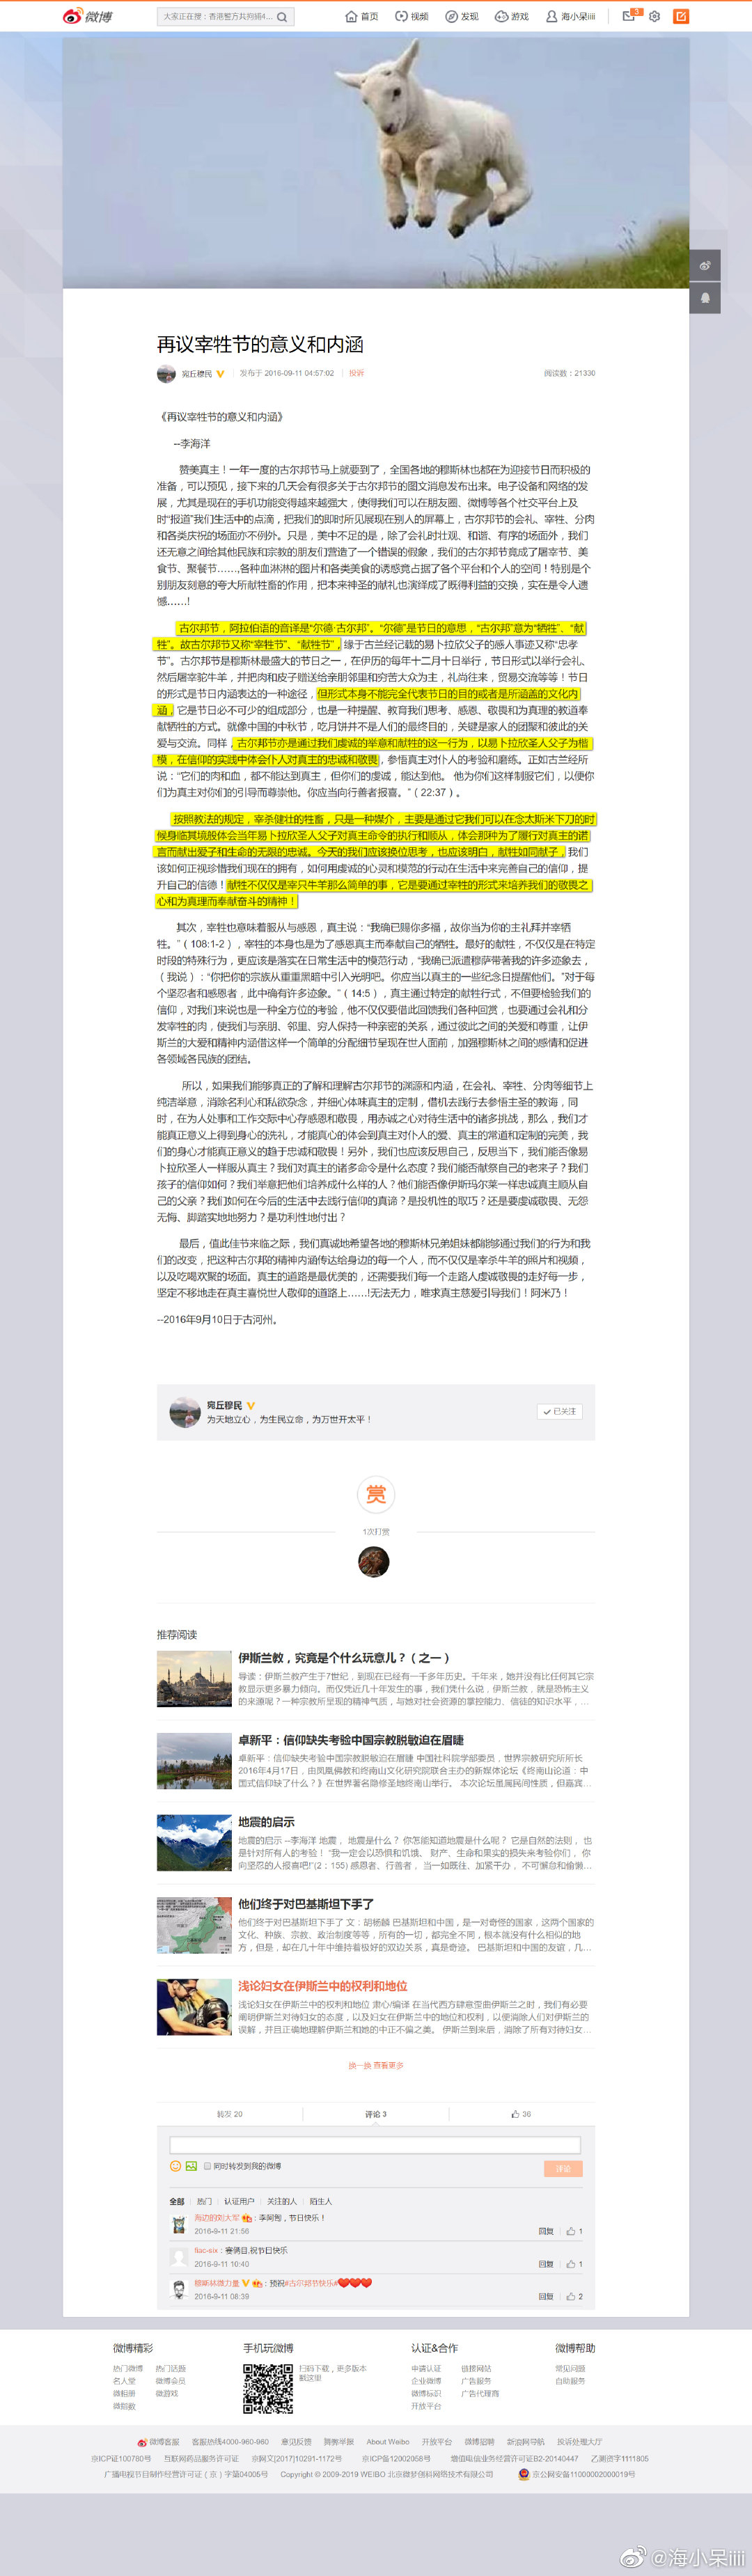 微博
大家正在搜：香港警方共拘捕4...
首页
视频
发现
游戏
海小呆iiii
5
再议宰牲节的意义和内涵
宛丘穆民
发布于 2016-09-11 04:57:02
投诉
阅读数：21330
《再议宰牲节的意义和内涵》
--李海洋
赞美真主！一年一度的古尔邦节马上就要到了，全国各地的穆斯林也都在为迎接节日而积极的
准备，可以预见，接下来的几天会有很多关于古尔邦节的图文消息发布出来。电子设备和网络的发
展，尤其是现在的手机功能变得越来越强大，使得我们可以在朋友圈、微博等各个社交平台上及
时“报道”我们生活中的点滴，把我们的即时所见展现在别人的屏幕上，古尔邦节的会礼、宰牲、分肉
和各类庆祝的场面亦不例外。只是，美中不足的是，除了会礼时壮观、和谐、有序的场面外，我们
还无意之间给其他民族和宗教的朋友们营造了一个错误的假象，我们的古尔邦节竟成了屠宰节、美
食节、聚餐节……,各种血淋淋的图片和各类美食的诱惑竟占据了各个平台和个人的空间！特别是个
别朋友刻意的夸大所献牲畜的作用，把本来神圣的献礼也演绎成了既得利益的交换，实在是令人遗
憾……!
古尔邦节，阿拉伯语的音译是“尔德·古尔邦”。“尔德”是节日的意思，“古尔邦”意为“牺牲”、“献
牲”。故古尔邦节又称“宰牲节”、“献牲节”，缘于古兰经记载的易卜拉欣父子的感人事迹又称“忠孝
节”。古尔邦节是穆斯林最盛大的节日之一，在伊历的每年十二月十日举行，节日形式以举行会礼、
然后屠宰驼牛羊，并把肉和皮子赠送给亲朋邻里和穷苦大众为主，礼尚往来，贸易交流等等！节日
的形式是节日内涵表达的一种途径，但形式本身不能完全代表节日的目的或者是所涵盖的文化内
涵，它是节日必不可少的组成部分，也是一种提醒、教育我们思考、感恩、敬畏和为真理的教道奉
献牺牲的方式。就像中国的中秋节，吃月饼并不是人们的最终目的，关键是家人的团聚和彼此的关
爱与交流。同样，古尔邦节亦是通过我们虔诚的举意和献牲的这一行为，以易卜拉欣圣人父子为楷
模，在信仰的实践中体会仆人对真主的忠诚和敬畏，参悟真主对仆人的考验和磨练。正如古兰经所
说：“它们的肉和血，都不能达到真主，但你们的虔诚，能达到他。 他为你们这样制服它们，以便你
们为真主对你们的引导而尊崇他。你应当向行善者报喜。”（22:37）。
按照教法的规定，宰杀健壮的牲畜，只是一种媒介，主要是通过它我们可以在念太斯米下刀的时
候身临其境般体会当年易卜拉欣圣人父子对真主命令的执行和顺从，体会那种为了履行对真主的诺
言而献出爱子和生命的无限的忠诚。今天的我们应该换位思考，也应该明白，献牲如同献子，我们
该如何正视珍惜我们现在的拥有，如何用虔诚的心灵和模范的行动在生活中来完善自己的信仰，提
升自己的信德！献牲不仅仅是宰只牛羊那么简单的事，它是要通过宰牲的形式来培养我们的敬畏之
心和为真理而奉献奋斗的精神！
其次，宰牲也意味着服从与感恩，真主说：“我确已赐你多福，故你当为你的主礼拜并宰牺
牲。”（108:1-2），宰牲的本身也是为了感恩真主而奉献自己的牺牲。最好的献牲，不仅仅是在特定
时段的特殊行为，更应该是落实在日常生活中的模范行动，“我确已派遣穆萨带著我的许多迹象去，
（我说）：“你把你的宗族从重重黑暗中引入光明吧。你应当以真主的一些纪念日提醒他们。”对于每
个坚忍者和感恩者，此中确有许多迹象。”（14:5），真主通过特定的献牲行式，不但要检验我们的
信仰，对我们来说也是一种全方位的考验，他不仅仅要借此回馈我们各种回赏，也要通过会礼和分
发宰牲的肉，使我们与亲朋、邻里、穷人保持一种亲密的关系，通过彼此之间的关爱和尊重，让伊
斯兰的大爱和精神内涵借这样一个简单的分配细节呈现在世人面前，加强穆斯林之间的感情和促进
各领域各民族的团结。
所以，如果我们能够真正的了解和理解古尔邦节的渊源和内涵，在会礼、宰牲、分肉等细节上
纯洁举意，消除名利心和私欲杂念，并细心体味真主的定制，借机去践行去参悟主圣的教诲，同
时，在为人处事和工作交际中心存感恩和敬畏，用赤诚之心对待生活中的诸多挑战，那么，我们才
能真正意义上得到身心的洗礼，才能真心的体会到真主对仆人的爱、真主的常道和定制的完美，我
们的身心才能真正意义的趋于忠诚和敬畏！另外，我们也应该反思自己，反思当下，我们能否像易
卜拉欣圣人一样服从真主？我们对真主的诸多命令是什么态度？我们能否献祭自己的老来子？我们
孩子的信仰如何？我们举意把他们培养成什么样的人？他们能否像伊斯玛尔莱一样忠诚真主顺从自
己的父亲？我们如何在今后的生活中去践行信仰的真谛？是投机性的取巧？还是要虔诚敬畏、无怨
无悔、脚踏实地地努力？是功利性地付出？
最后，值此佳节来临之际，我们真诚地希望各地的穆斯林兄弟姐妹都能够通过我们的行为和我
们的改变，把这种古尔邦的精神内涵传达给身边的每一个人，而不仅仅是宰杀牛羊的照片和视频，
以及吃喝欢聚的场面。真主的道路是最优美的，还需要我们每一个走路人虔诚敬畏的走好每一步，
坚定不移地走在真主喜悦世人敬仰的道路上……!无法无力，唯求真主慈爱引导我们！阿米乃！
--2016年9月10日于古河州。
宛丘穆民
为天地立心，为生民立命，为万世开太平！
已关注
赏
1次打赏
推荐阅读
伊斯兰教，究竟是个什么玩意儿？（之一）
导读：伊斯兰教产生于7世纪，到现在已经有一千多年历史。千年来，她并没有比任何其它宗
教显示更多暴力倾向。而仅凭近几十年发生的事，我们凭什么说，伊斯兰教，就是恐怖主义
的来源呢？一种宗教所呈现的精神气质，与她对社会资源的掌控能力、信徒的知识水平，...
卓新平：信仰缺失考验中国宗教脱敏迫在眉睫
卓新平：信仰缺失考验中国宗教脱敏迫在眉睫 中国社科院学部委员，世界宗教研究所所长
2016年4月17日，由凤凰佛教和终南山文化研究院联合主办的新媒体论坛《终南山论道：中
国式信仰缺了什么？》在世界著名隐修圣地终南山举行。 本次论坛虽属民间性质，但嘉宾...
地震的启示
地震的启示 --李海洋 地震， 地震是什么？ 你怎能知道地震是什么呢？ 它是自然的法则， 也
是针对所有人的考验！ “我一定会以恐惧和饥饿、 财产、生命和果实的损失来考验你们， 你
向坚忍的人报喜吧!”(2：155) 感恩者、行善者， 当一如既往、加紧干办， 不可懈怠和偷懒...
他们终于对巴基斯坦下手了
他们终于对巴基斯坦下手了 文：胡杨麟 巴基斯坦和中国，是一对奇怪的国家，这两个国家的
文化、种族、宗教、政治制度等等，所有的一切，都完全不同，根本就没有什么相似的地
方，但是，却在几十年中维持着极好的双边关系，真是奇迹。 巴基斯坦和中国的友谊，几...
浅论妇女在伊斯兰中的权利和地位
浅论妇女在伊斯兰中的权利和地位 肃心/编译 在当代西方肆意歪曲伊斯兰之时，我们有必要
阐明伊斯兰对待妇女的态度，以及妇女在伊斯兰中的地位和权利，以便消除人们对伊斯兰的
误解，并且正确地理解伊斯兰和她的中正不偏之美。 伊斯兰到来后，消除了所有对待妇女...
换一换 查看更多
转发 20
评论 3
36
同时转发到我的微博
评论
全部
热门
认证用户
关注的人
陌生人
海边的刘大军：李阿訇，节日快乐！
2016-9-11 21:56
回复
1
fiac-six：赛俩目,祝节日快乐
2016-9-11 10:40
回复
1
穆斯林微力量：预祝#古尔邦节快乐#
2016-9-11 08:39
回复
2
微博精彩
手机玩微博
认证&合作
微博帮助
热门微博
热门话题
名人堂
微博会员
微相册
微游戏
微指数
扫码下载，更多版本
戳这里
申请认证
链接网站
企业微博
广告服务
微博标识
广告代理商
开放平台
常见问题
自助服务
微博客服
客服热线4000-960-960
意见反馈
舞弊举报
About Weibo
开放平台
微博招聘
新浪网导航
投诉处理大厅
京ICP证100780号
互联网药品服务许可证
京网文[2017]10291-1172号
京ICP备12002058号
增值电信业务经营许可证B2-20140447
乙测资字1111805
广播电视节目制作经营许可证（京）字第04005号
Copyright © 2009-2019 WEIBO 北京微梦创科网络技术有限公司
京公网安备11000002000019号
@海小呆iiii